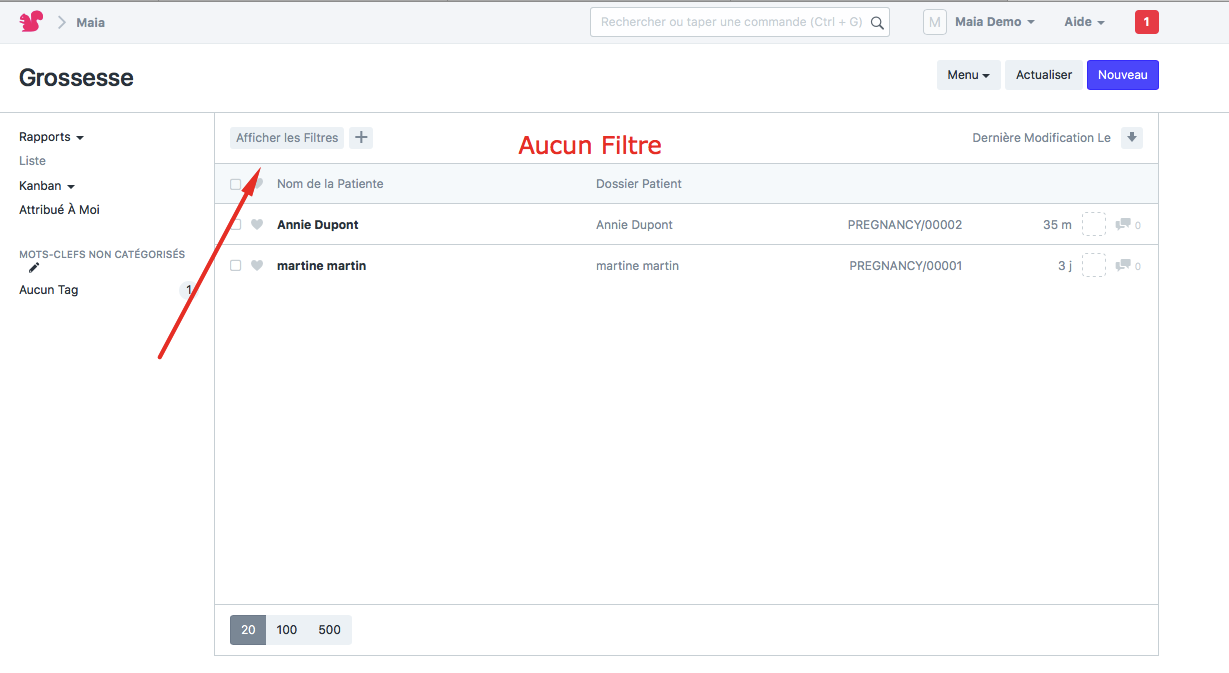 Maia
Rechercher ou taper une commande (Ctrl + G)
M
Maia Demo
Aide
1
Grossesse
Menu
Actualiser
Nouveau
Rapports
Liste
Kanban
Attribué À Moi
MOTS-CLEFS NON CATÉGORISÉS
Aucun Tag
1
Afficher les Filtres
Aucun Filtre
Dernière Modification Le
Nom de la Patiente
Dossier Patient
Annie Dupont
Annie Dupont
PREGNANCY/00002
35 m
0
martine martin
martine martin
PREGNANCY/00001
3 j
0
20
100
500